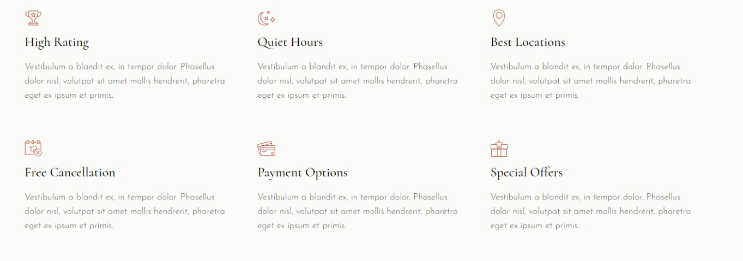 High Rating
Vestibulum a blandit ex, in tempor dolor. Phasellus
dolor nisl, volutpat sit amet mollis hendrerit, pharetra
eget ex ipsum et primis.
Quiet Hours
Vestibulum a blandit ex, in tempor dolor. Phasellus
dolor nisl, volutpat sit amet mollis hendrerit, pharetra
eget ex ipsum et primis.
Best Locations
Vestibulum a blandit ex, in tempor dolor. Phasellus
dolor nisl, volutpat sit amet mollis hendrerit, pharetra
eget ex ipsum et primis.
Free Cancellation
Vestibulum a blandit ex, in tempor dolor. Phasellus
dolor nisl, volutpat sit amet mollis hendrerit, pharetra
eget ex ipsum et primis.
Payment Options
Vestibulum a blandit ex, in tempor dolor. Phasellus
dolor nisl, volutpat sit amet mollis hendrerit, pharetra
eget ex ipsum et primis.
Special Offers
Vestibulum a blandit ex, in tempor dolor. Phasellus
dolor nisl, volutpat sit amet mollis hendrerit, pharetra
eget ex ipsum et primis.